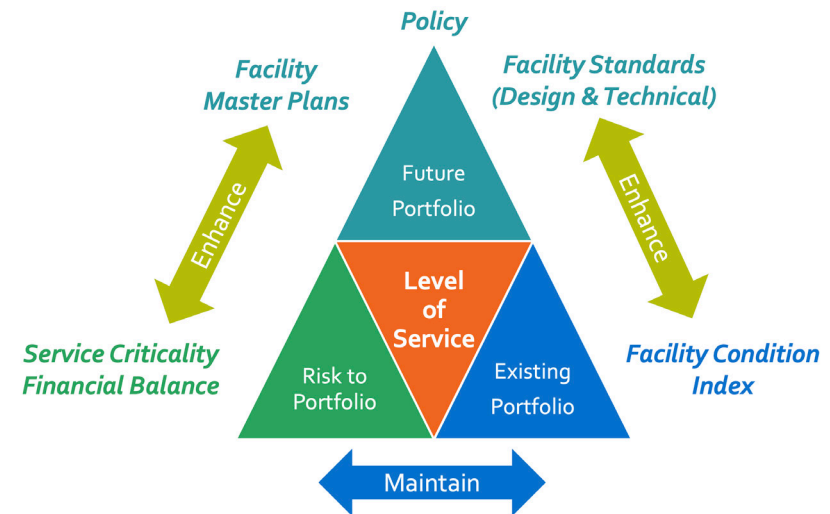 Policy
Facility
Master Plans
Facility Standards
(Design & Technical)
Enhance
Enhance
Future
Portfolio
Level
of
Service
Service Criticality
Financial Balance
Risk to
Portfolio
Existing
Portfolio
Facility Condition
Index
Maintain